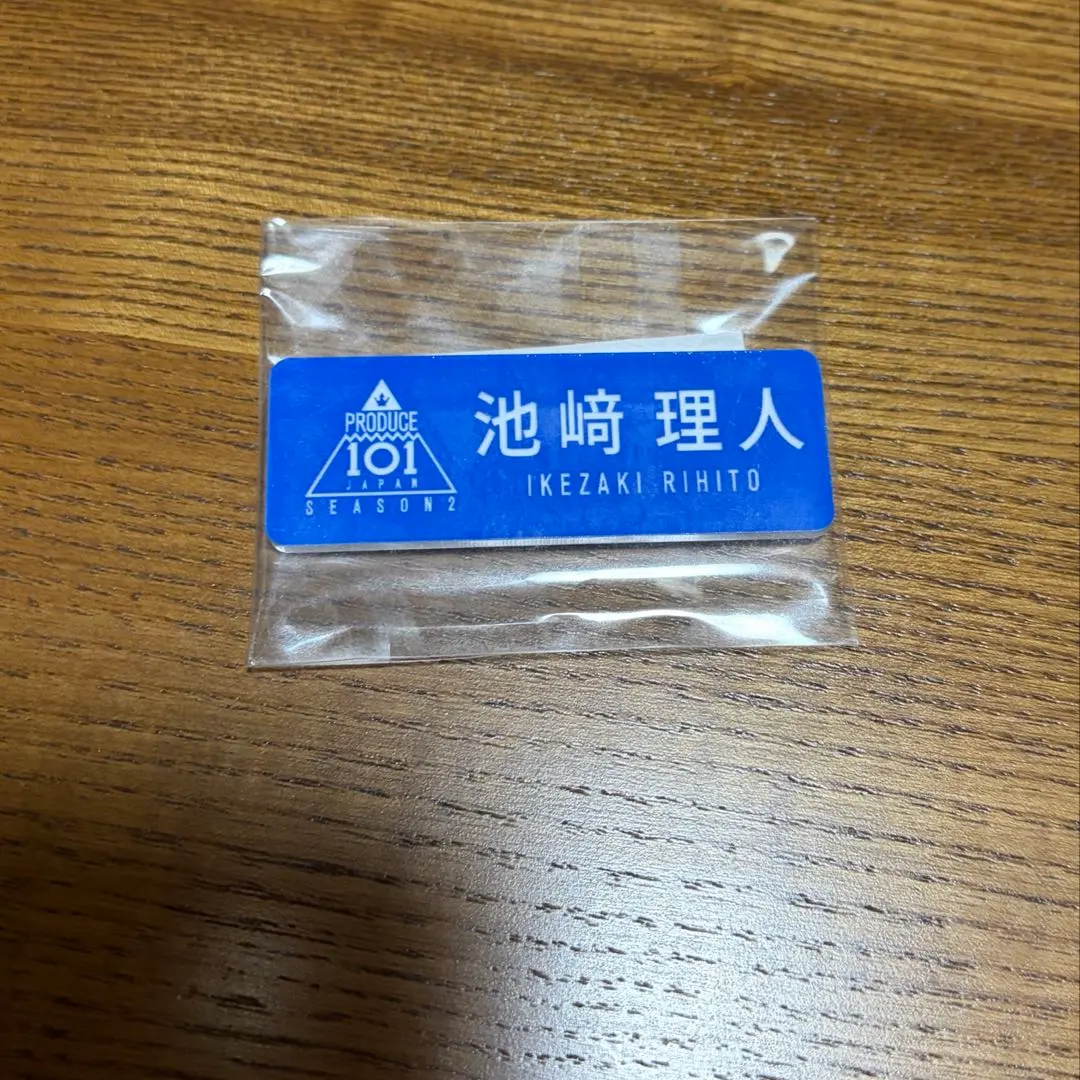 PRODUCE
101
JAPAN
SEASON2
池﨑 理人
IKEZAKI RIHITO